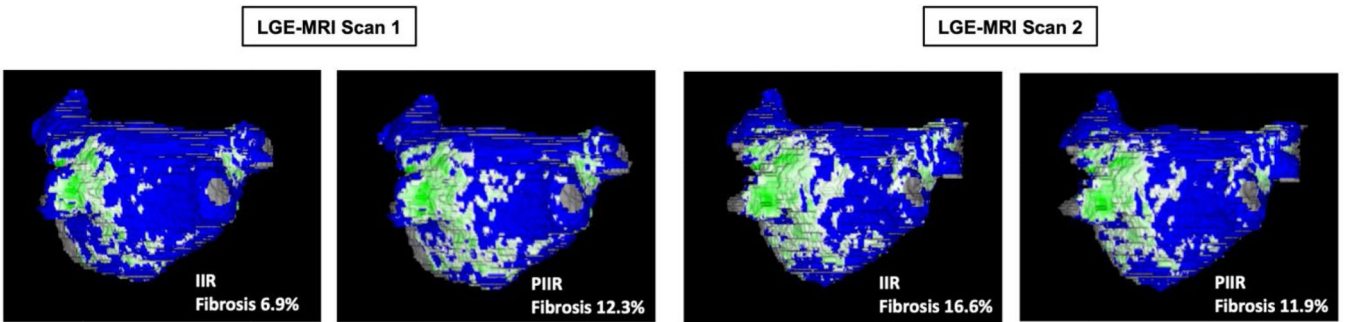 LGE-MRI Scan 1
LGE-MRI Scan 2
IIR
Fibrosis 6.9%
PIIR
Fibrosis 12.3%
IIR
Fibrosis 16.6%
PIIR
Fibrosis 11.9%